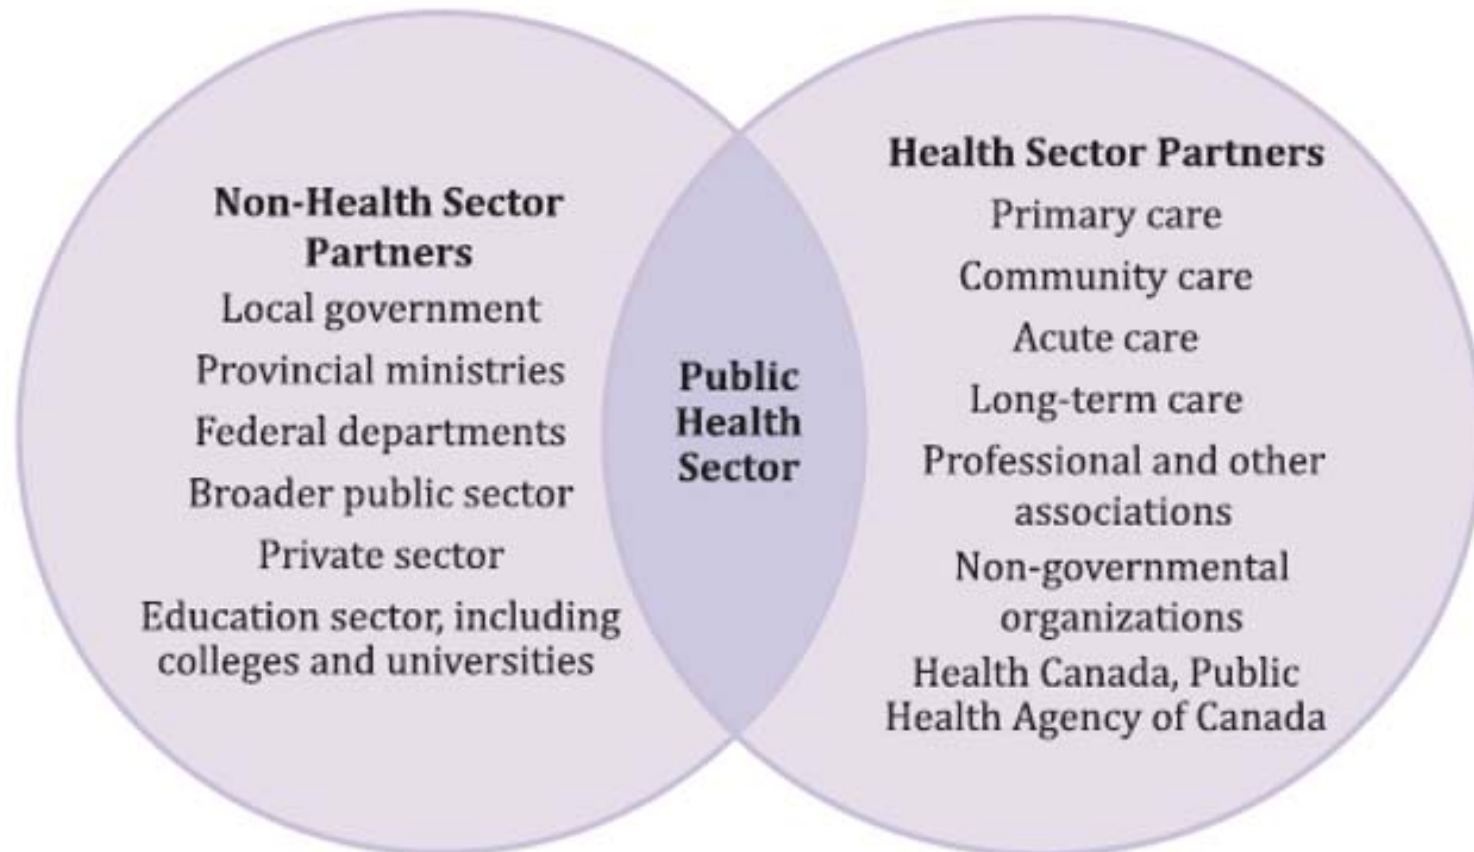 Non-Health Sector
Partners
Local government
Provincial ministries
Federal departments
Broader public sector
Private sector
Education sector, including
colleges and universities
Public
Health
Sector
Health Sector Partners
Primary care
Community care
Acute care
Long-term care
Professional and other
associations
Non-governmental
organizations
Health Canada, Public
Health Agency of Canada